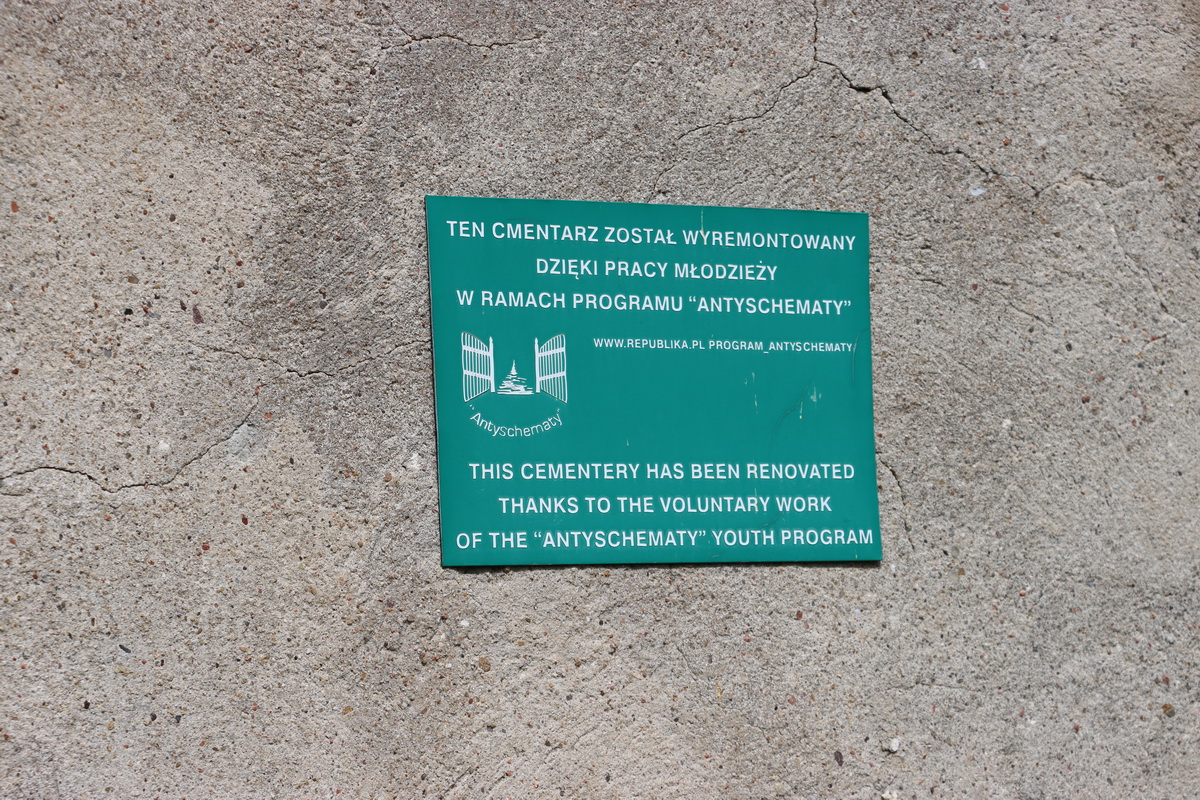 TEN CMENTARZ ZOSTAŁ WYREMONTOWANY
DZIĘKI PRACY MŁODZIEŻY
W RAMACH PROGRAMU “ANTYSCHEMATY”
WWW.REPUBLIKA.PL PROGRAM_ANTYSCHEMATY
“Antyschematy”
THIS CEMENTERY HAS BEEN RENOVATED
THANKS TO THE VOLUNTARY WORK
OF THE “ANTYSCHEMATY” YOUTH PROGRAM